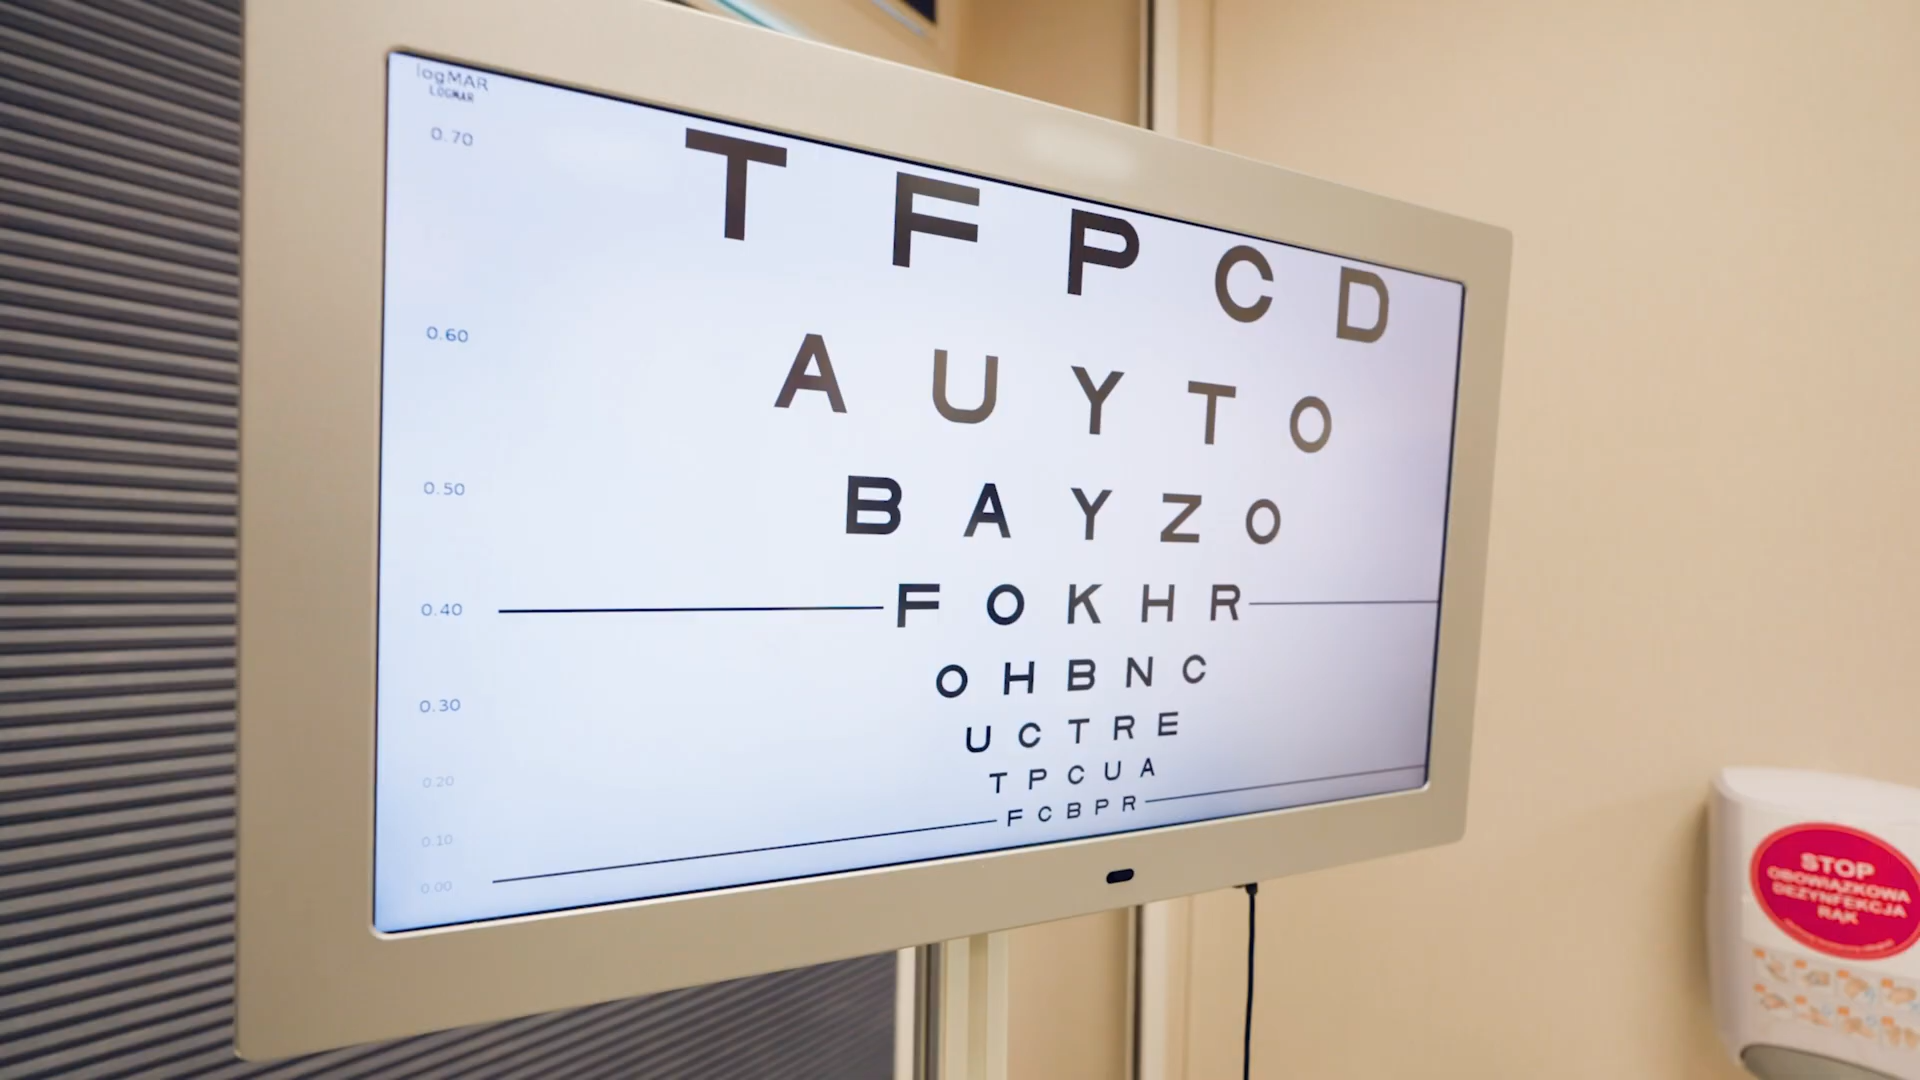 logMAR
LOGMAR
0.70 T F P C D
0.60 A U Y T O
0.50 B A Y Z O
0.40 F O K H R
0.30 O H B N C
0.20 U C T R E
0.10 T P C U A
0.00 F C B P R
STOP
OBOWIĄZKOWA
DEZYNFEKCJA
RĄK